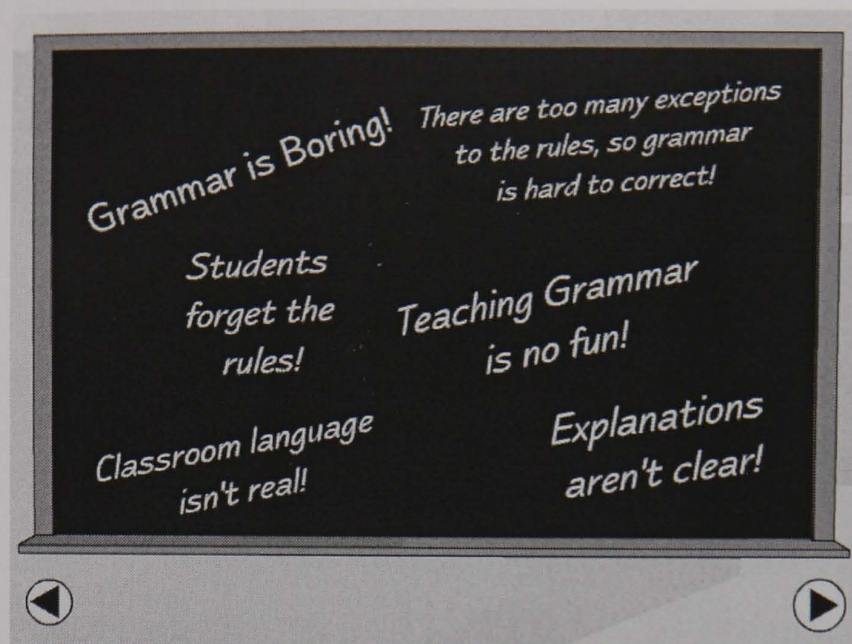 Grammar is Boring!
There are too many exceptions
to the rules, so grammar
is hard to correct!
Students
forget the
rules!
Teaching Grammar
is no fun!
Classroom language
isn't real!
Explanations
aren't clear!